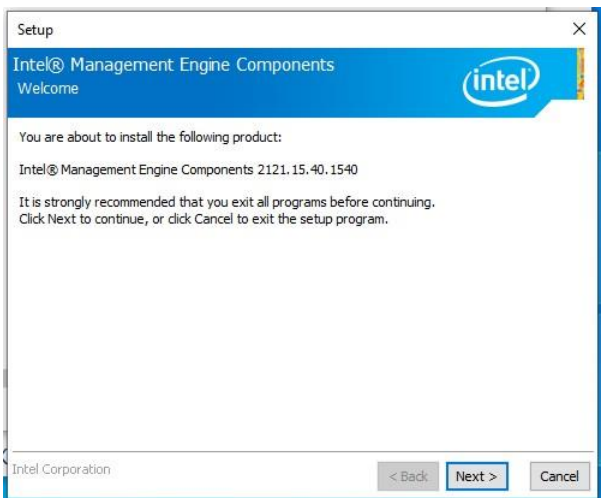 Setup
Intel® Management Engine Components
Welcome
intel
You are about to install the following product:
Intel® Management Engine Components 2121.15.40.1540
It is strongly recommended that you exit all programs before continuing.
Click Next to continue, or click Cancel to exit the setup program.
Intel Corporation
< Back Next > Cancel